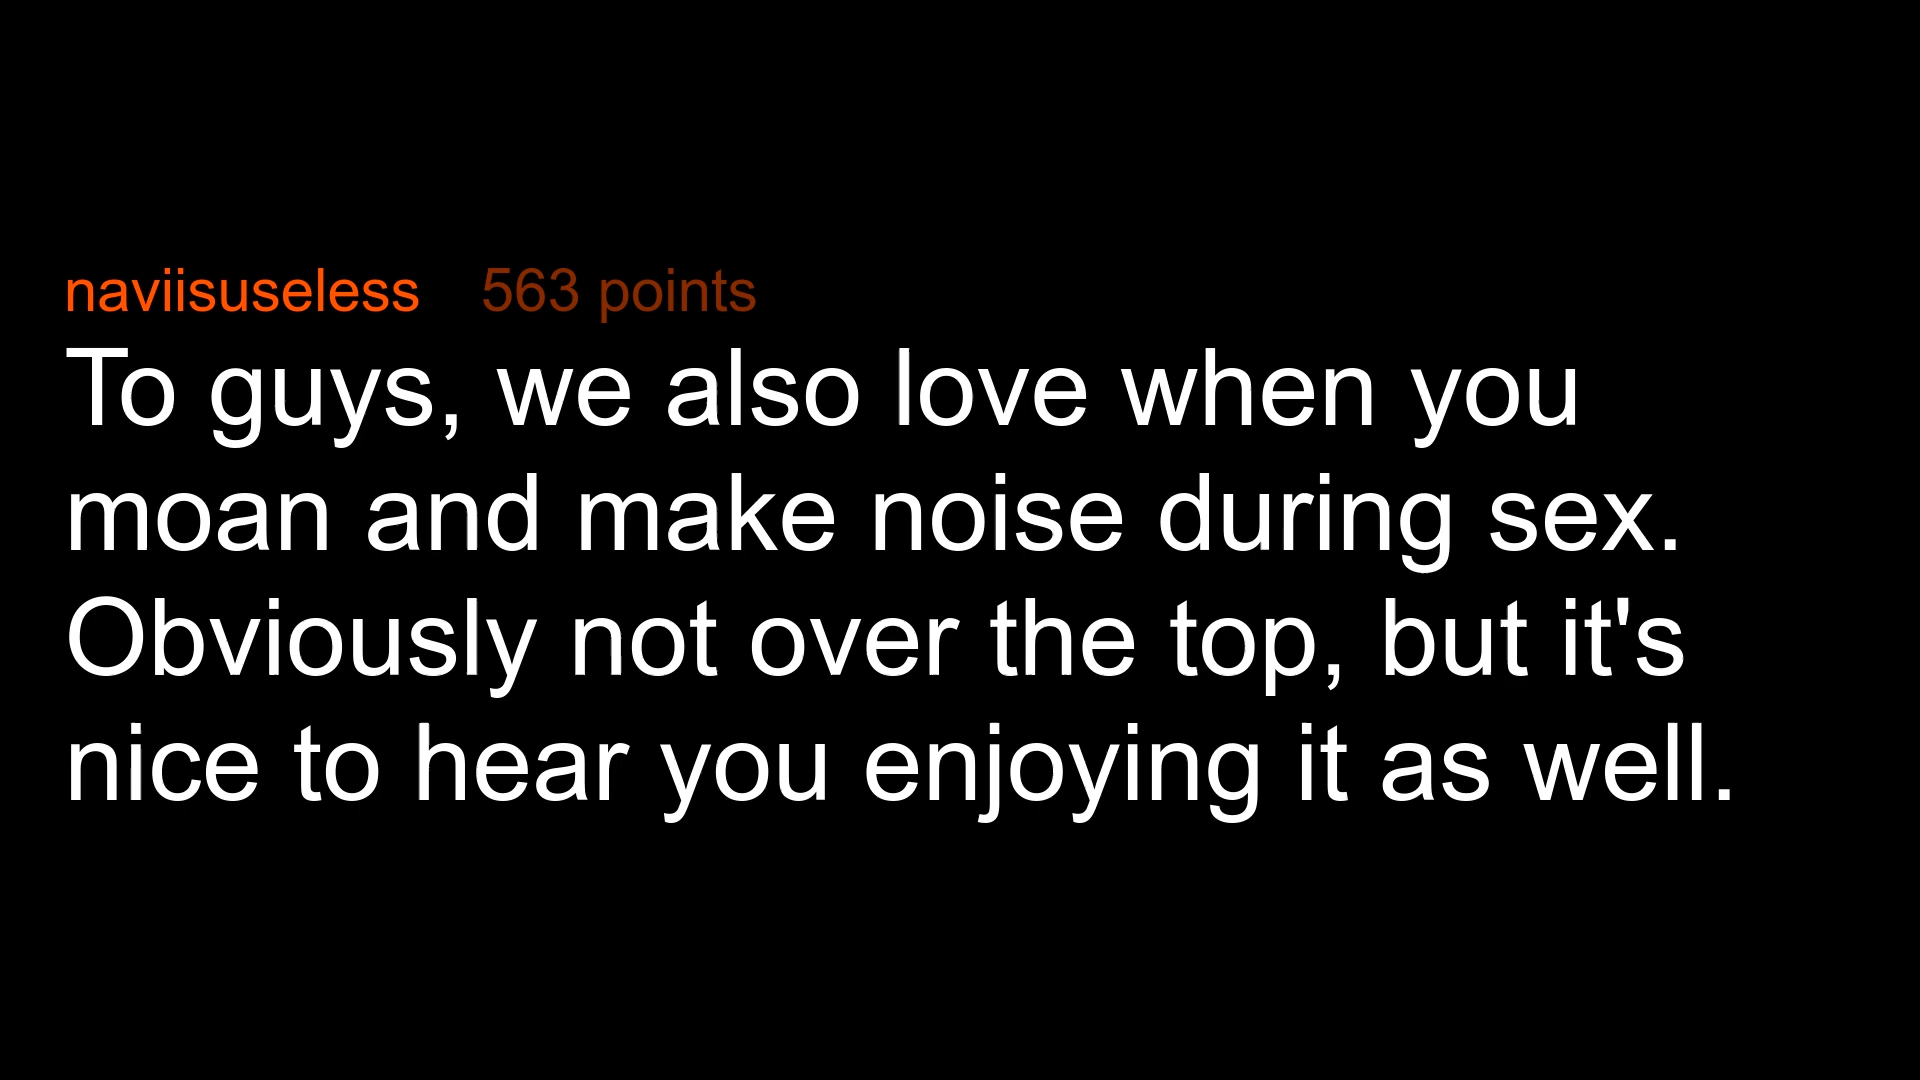 naviisuseless 563 points
To guys, we also love when you
moan and make noise during sex.
Obviously not over the top, but it's
nice to hear you enjoying it as well.